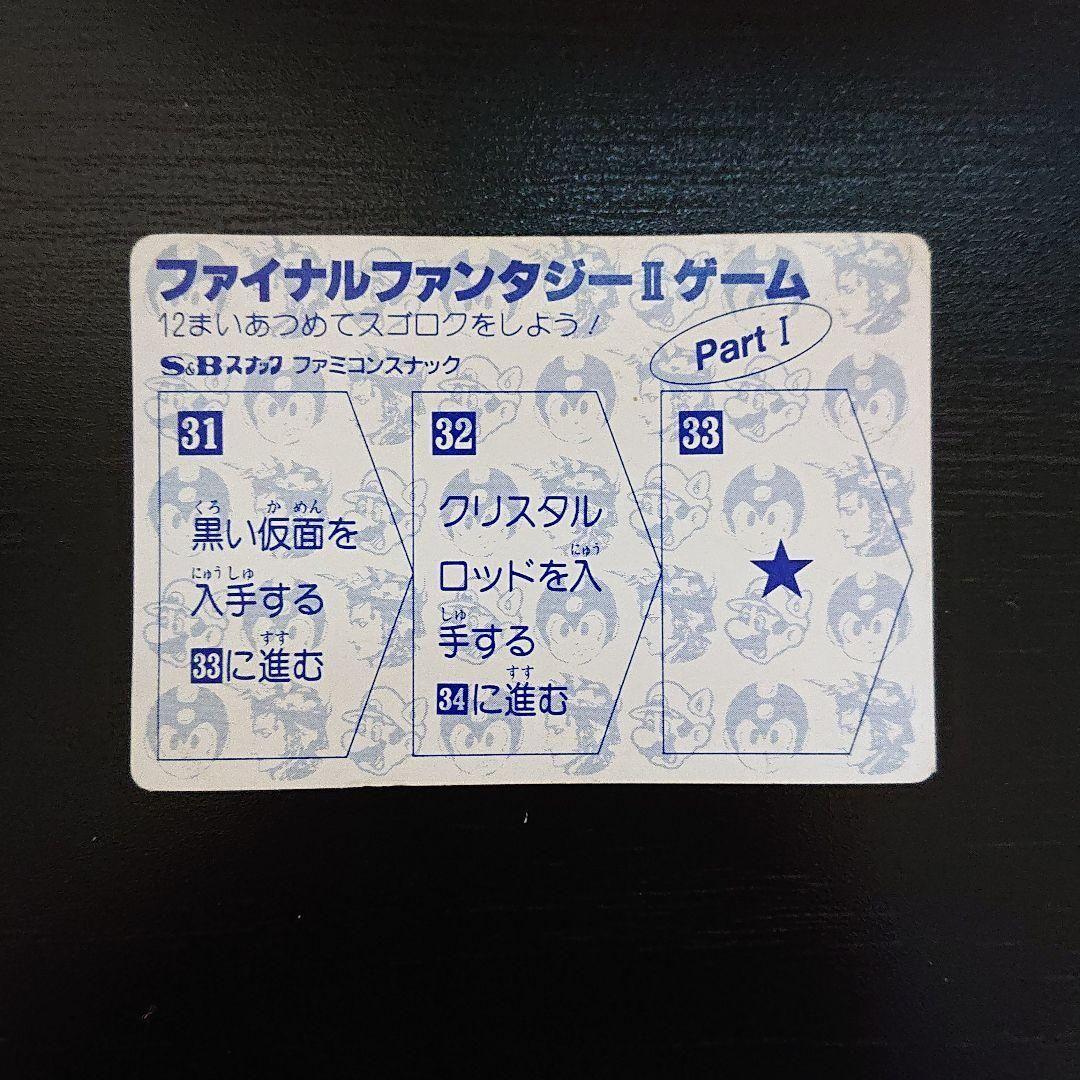 ファイナルファンタジーⅡゲーム
12まいあつめてスゴロクをしよう！
Part Ⅰ
S&Bスナック ファミコンスナック
31
くろ か めん
黒い仮面を
にゅう しゅ
入手する
すす
33に進む
32
クリスタル
にゅう
ロッドを入
しゅ
手する
すす
34に進む
33
★